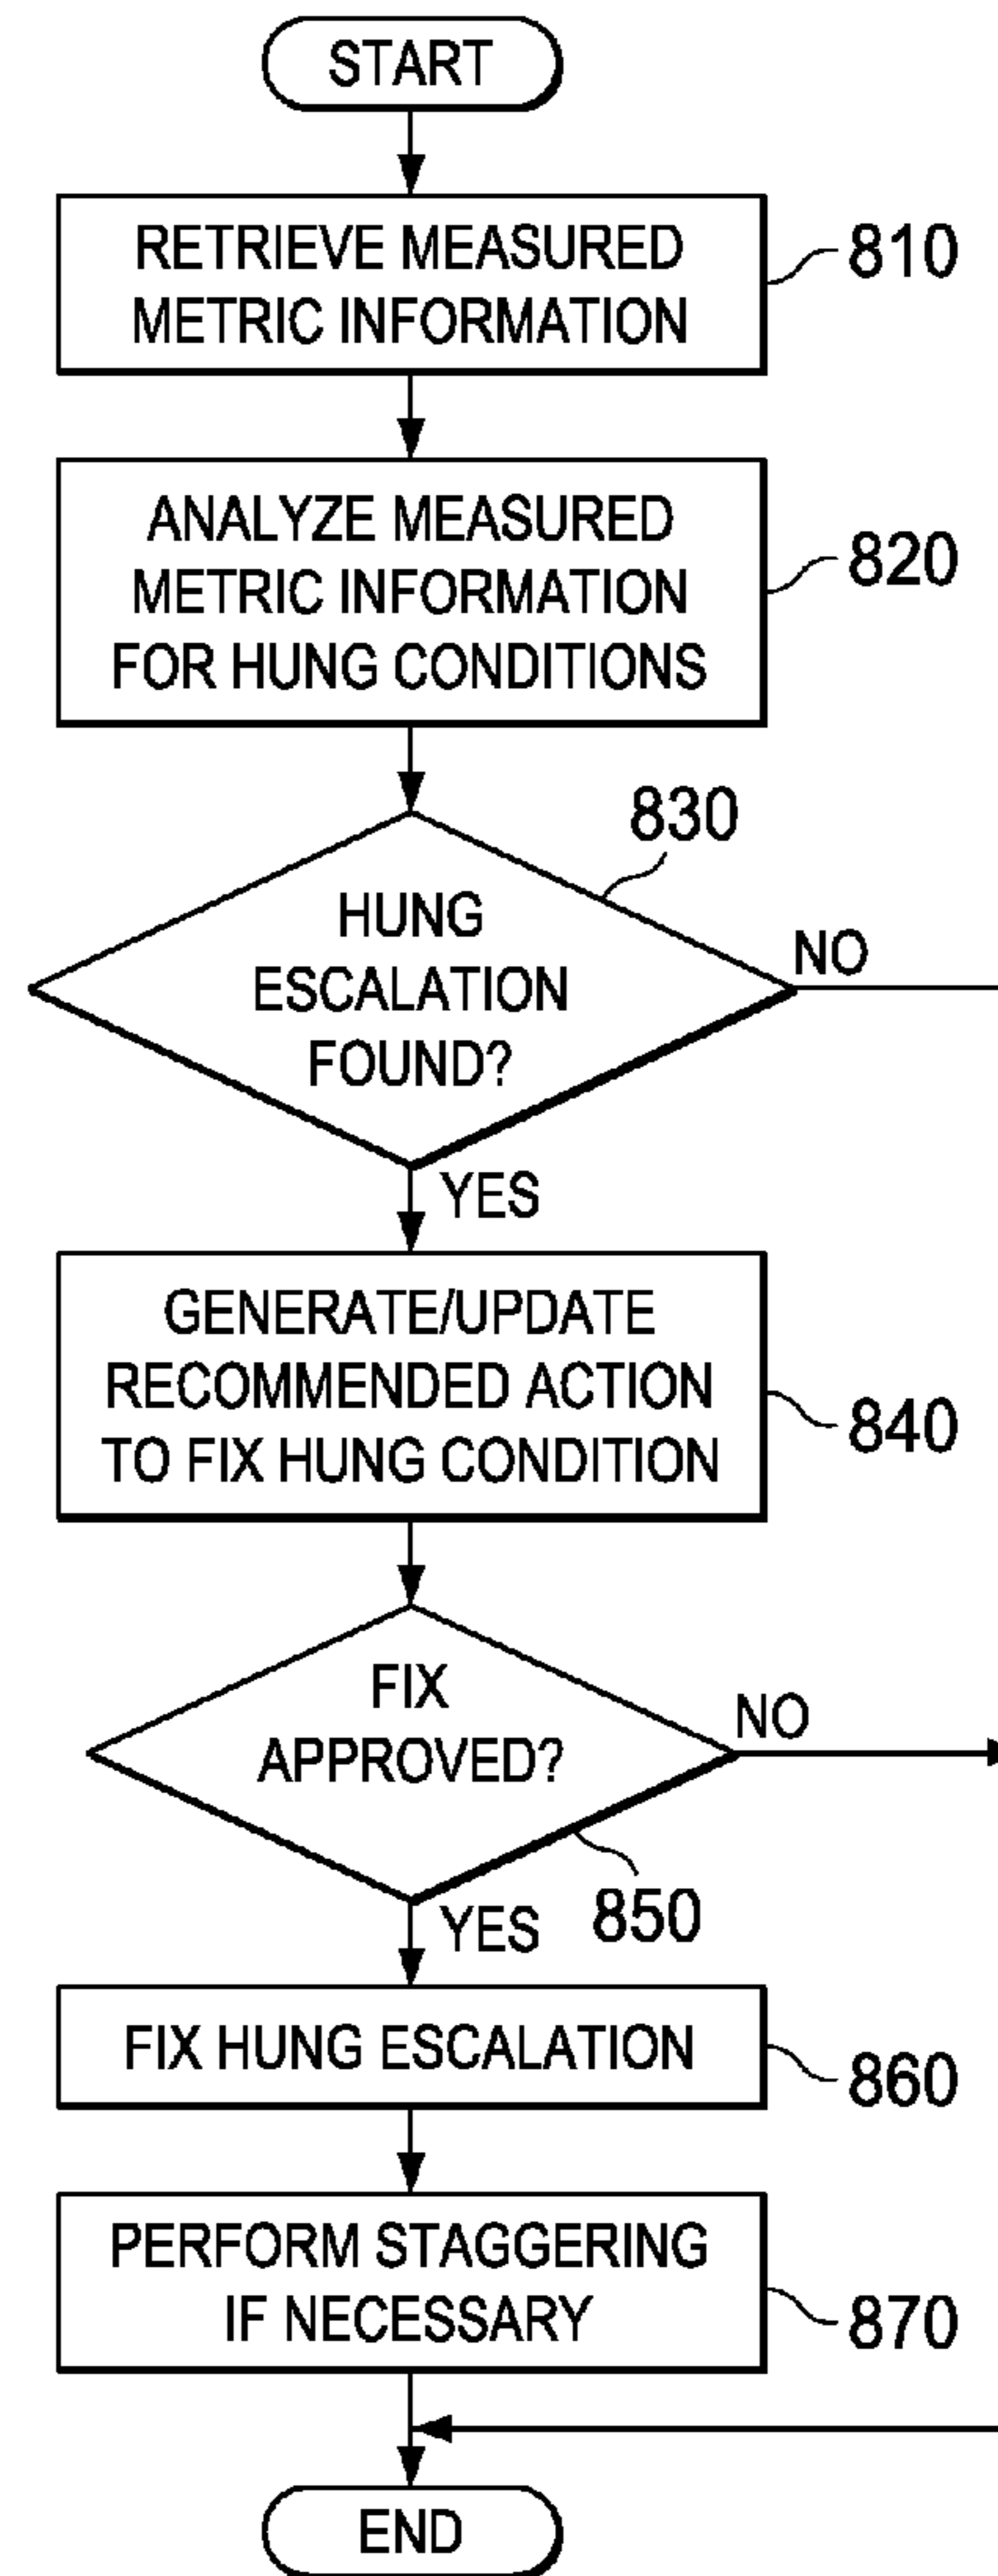 START
RETRIEVE MEASURED
METRIC INFORMATION
810
ANALYZE MEASURED
METRIC INFORMATION
FOR HUNG CONDITIONS
820
830
HUNG
ESCALATION
FOUND?
NO
YES
GENERATE/UPDATE
RECOMMENDED ACTION
TO FIX HUNG CONDITION
840
FIX
APPROVED?
NO
YES
850
FIX HUNG ESCALATION
860
PERFORM STAGGERING
IF NECESSARY
870
END